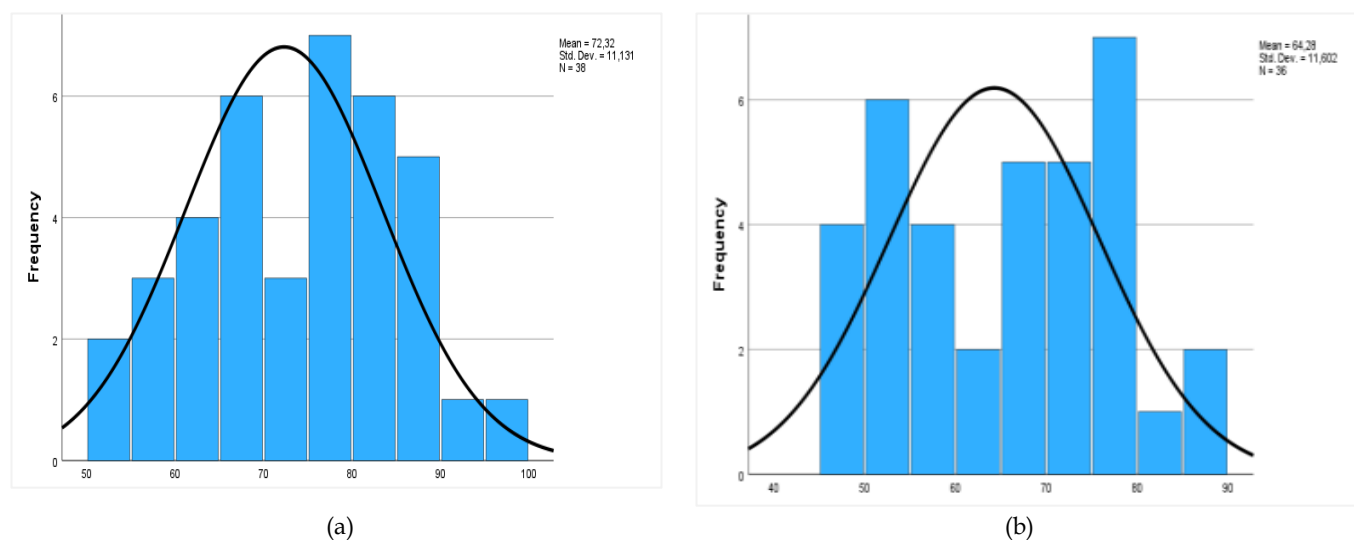 Mean = 72,32
Std. Dev. = 11,131
N = 38
6
4
2
0
Frequency
50 60 70 80 90 100
(a)
Mean = 64,28
Std. Dev. = 11,602
N = 36
6
4
2
0
Frequency
40 50 60 70 80 90
(b)